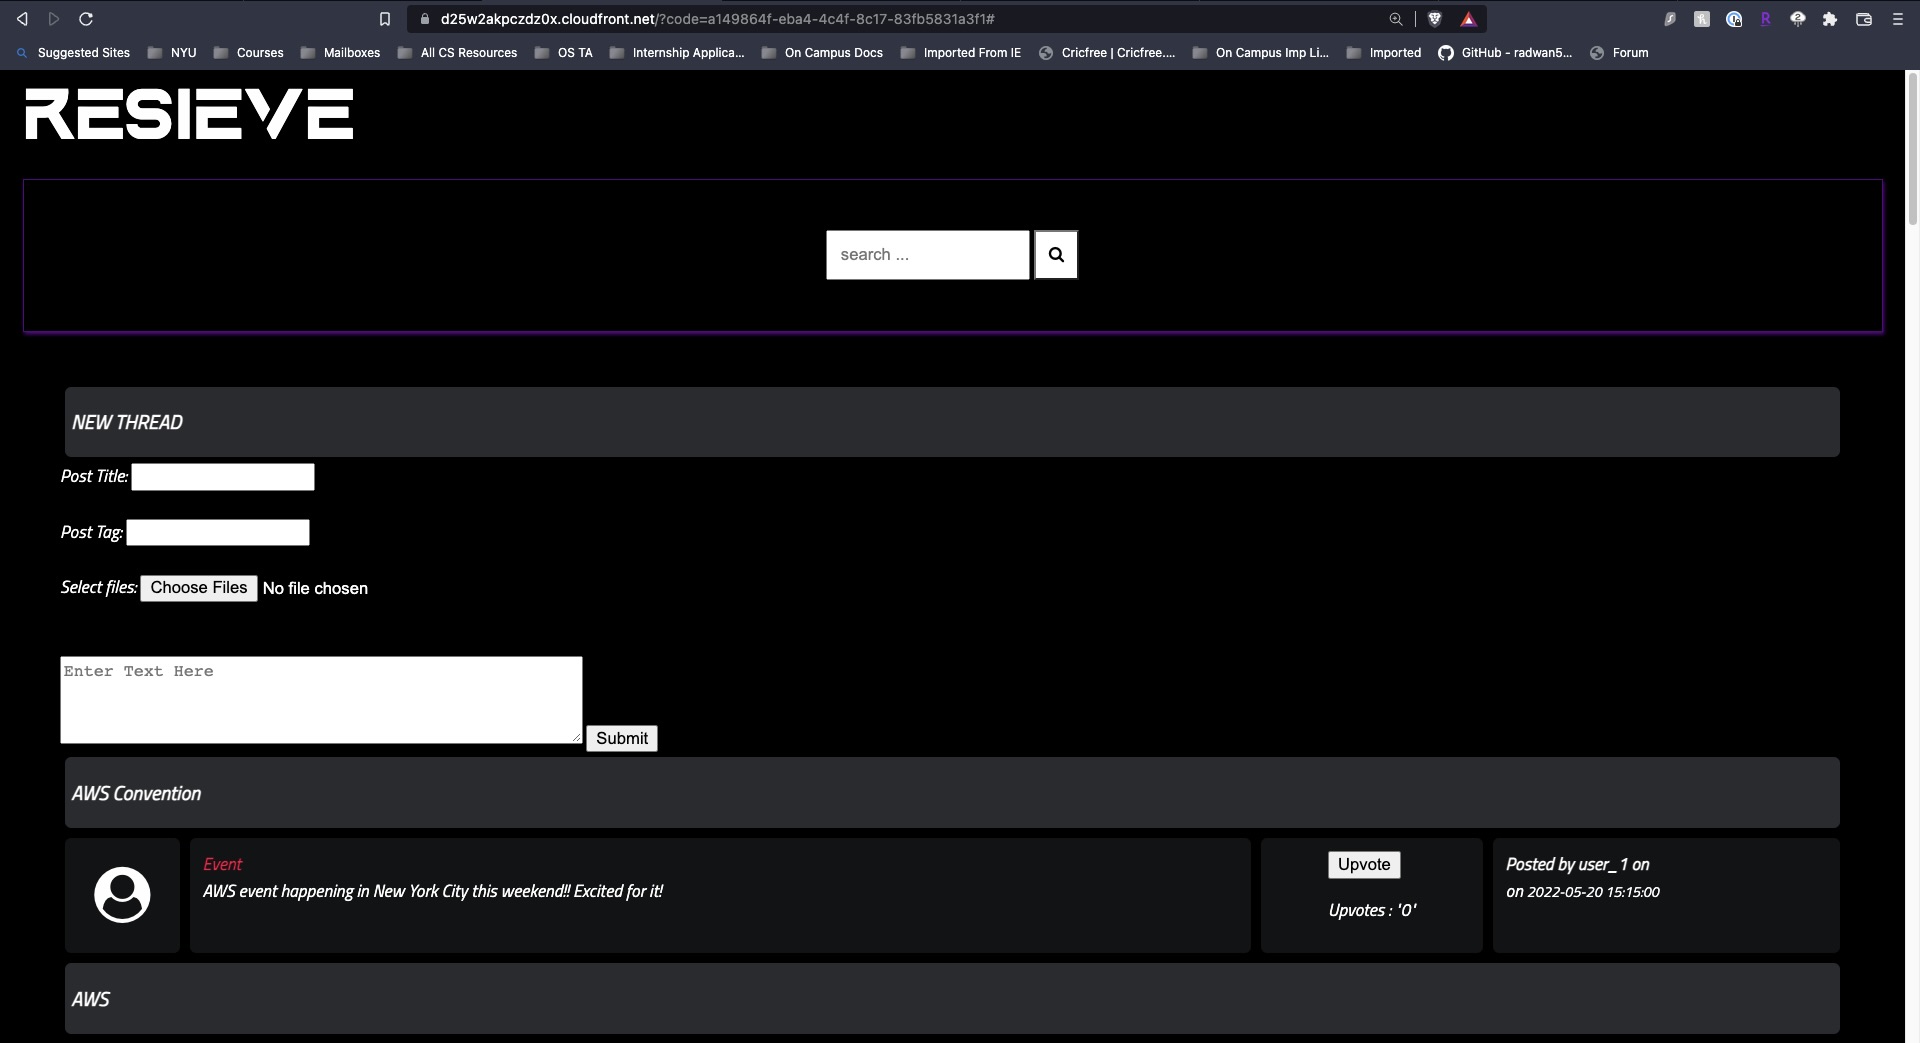 d25w2akpczdz0x.cloudfront.net/?code=a149864f-eba4-4c4f-8c17-83fb5831a3f1#
Suggested Sites NYU Courses Mailboxes All CS Resources OS TA Internship Applica... On Campus Docs Imported From IE Cricfree | Cricfree.... On Campus Imp Li... Imported GitHub - radwan5... Forum
RESIEVE
search ...
NEW THREAD
Post Title:
Post Tag:
Select files: Choose Files No file chosen
Enter Text Here
Submit
AWS Convention
Event
AWS event happening in New York City this weekend!! Excited for it!
Upvote
Upvotes : '0'
Posted by user_1 on
on 2022-05-20 15:15:00
AWS